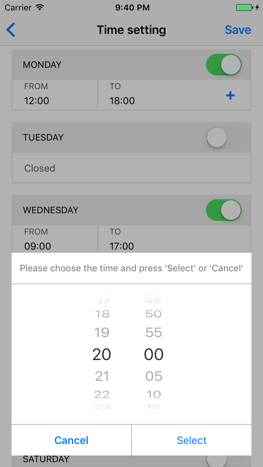 Carrier 9:40 PM
Time setting Save
MONDAY
FROM TO
12:00 18:00 +
TUESDAY
Closed
WEDNESDAY
FROM TO
09:00 17:00
Please choose the time and press 'Select' or 'Cancel'
17 45
18 50
19 55
20 00
21 05
22 10
23 15
Cancel Select
SATURDAY